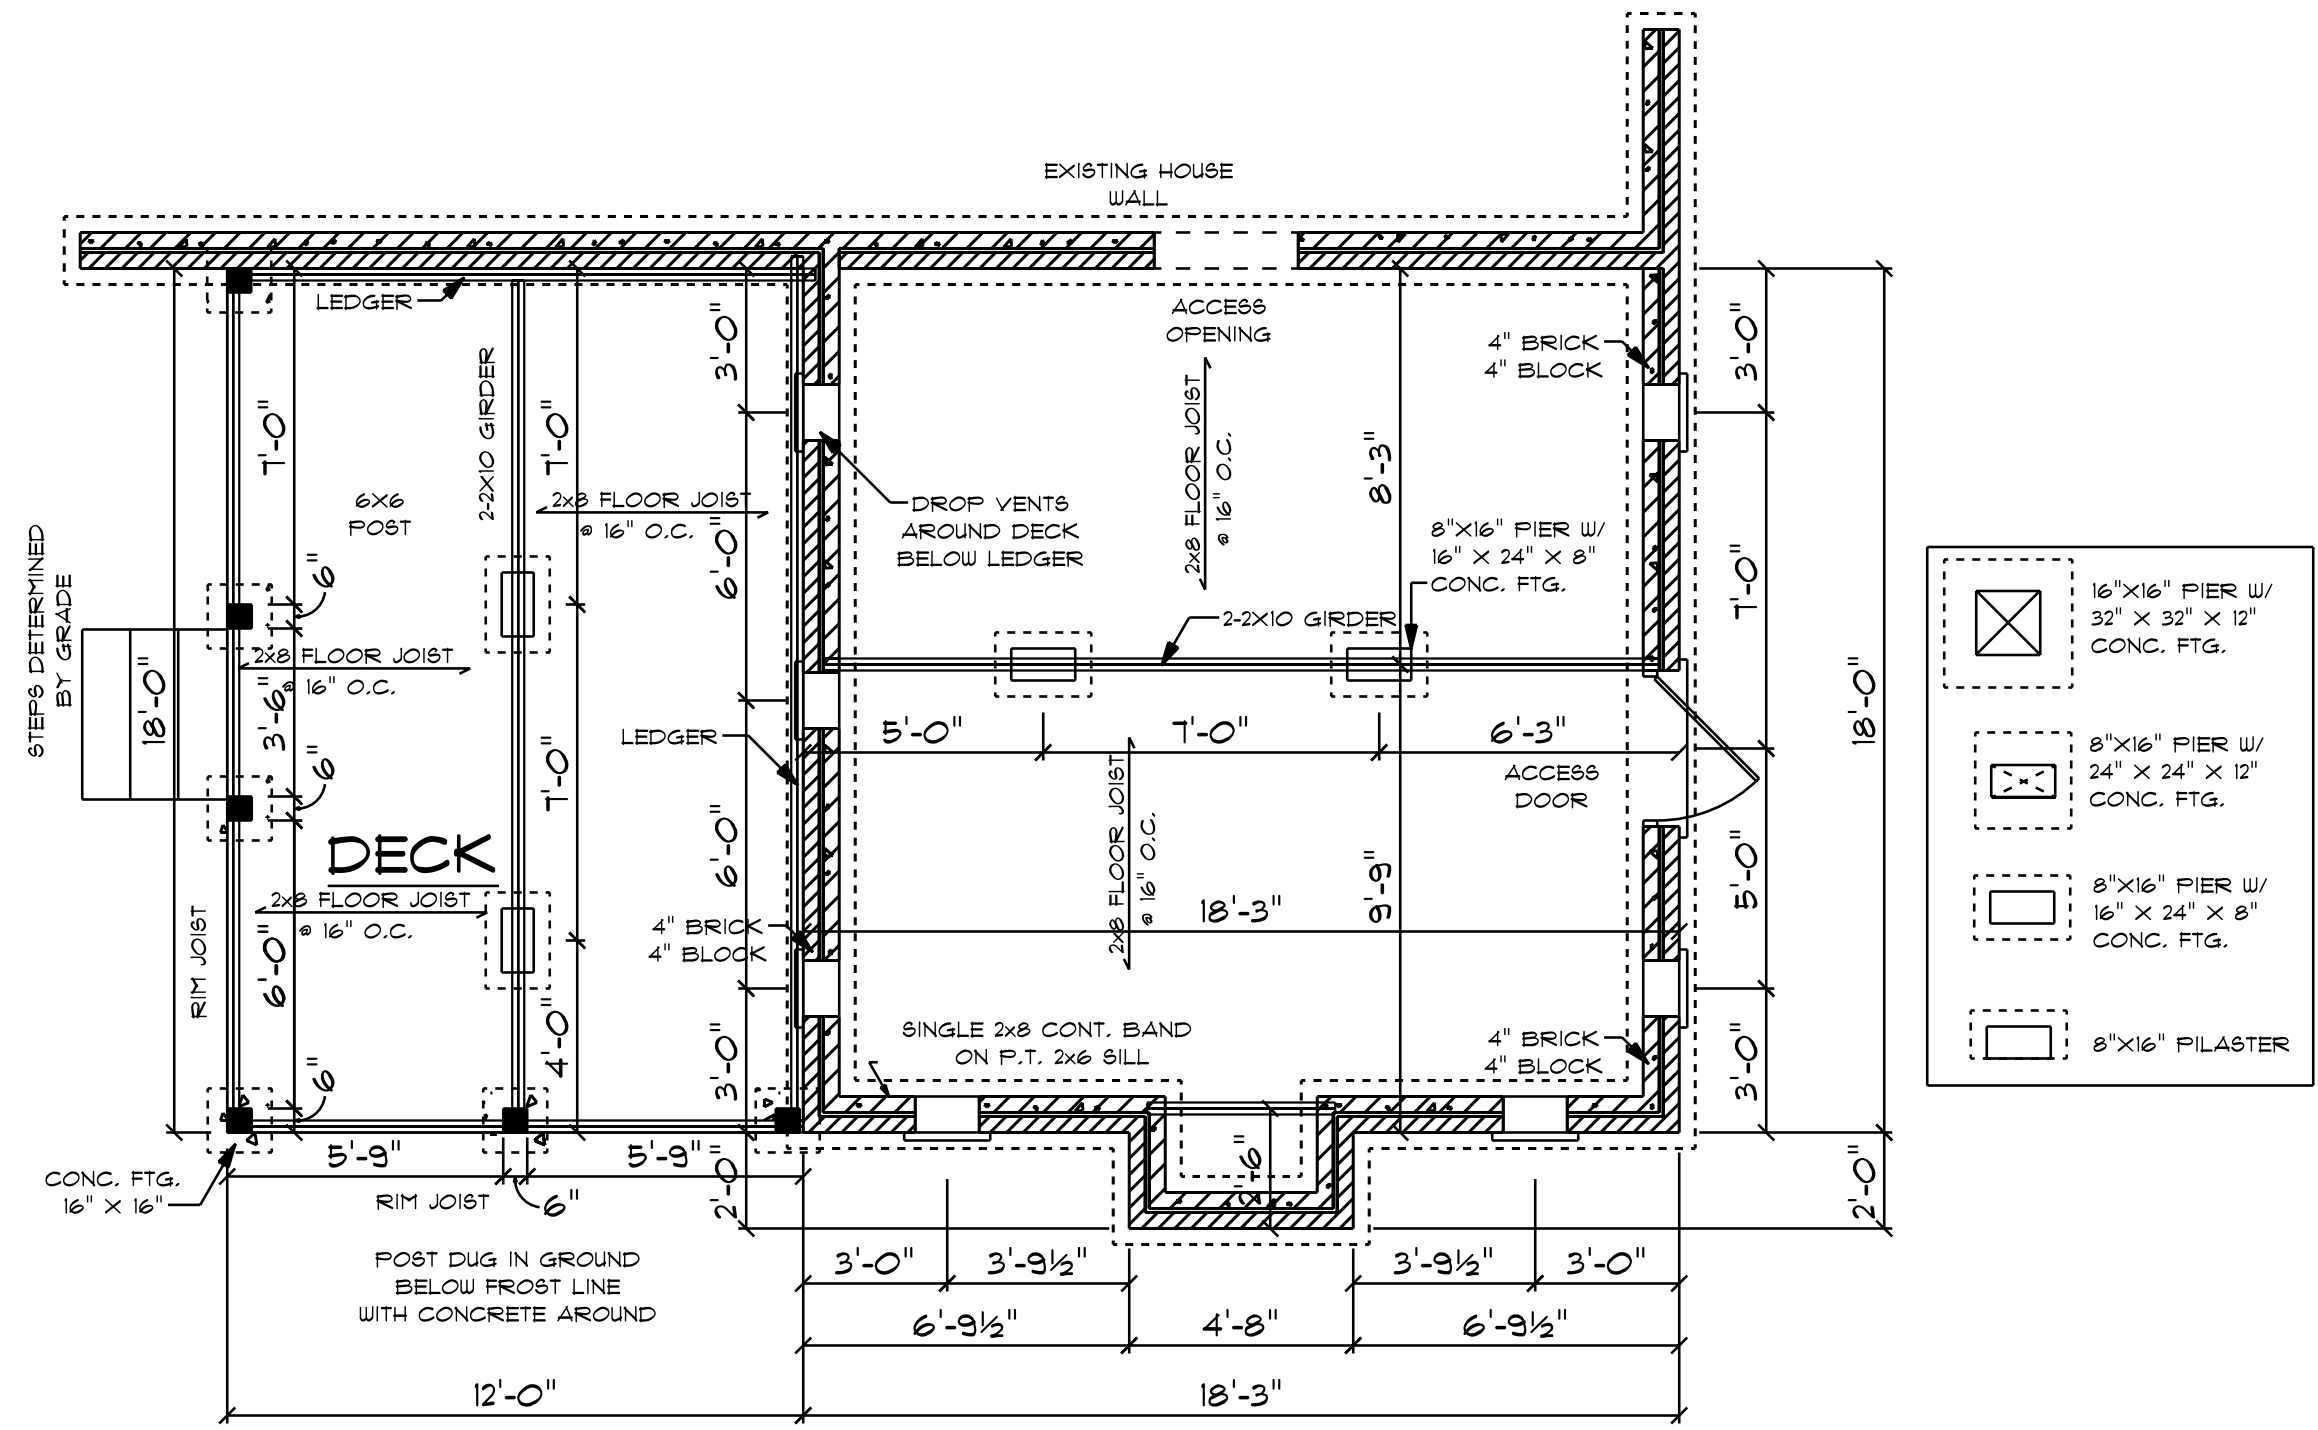 EXISTING HOUSE
WALL
LEDGER
ACCESS
OPENING
4" BRICK
4" BLOCK
3'-0"
3'-0"
7'-0"
2-2X10 GIRDER
7'-0"
6X6
POST
2x8 FLOOR JOIST
@ 16" O.C.
6'-0"
DROP VENTS
AROUND DECK
BELOW LEDGER
2x8 FLOOR JOIST
@ 16" O.C.
8'-3"
8"X16" PIER W/
16" X 24" X 8"
CONC. FTG.
7'-0"
18'-0"
STEPS DETERMINED
BY GRADE
18'-0"
6"
2x8 FLOOR JOIST
@ 16" O.C.
3'-6"
6"
2-2X10 GIRDER
LEDGER
7'-0"
5'-0"
7'-0"
6'-3"
ACCESS
DOOR
DECK
2x8 FLOOR JOIST
@ 16" O.C.
6'-0"
4" BRICK
4" BLOCK
2x8 FLOOR JOIST
@ 16" O.C.
18'-3"
9'-9"
5'-0"
RIM JOIST
6'-0"
6"
4'-0"
3'-0"
SINGLE 2x8 CONT. BAND
ON P.T. 2x6 SILL
4" BRICK
4" BLOCK
3'-0"
CONC. FTG.
16" X 16"
5'-9"
5'-9"
RIM JOIST
6"
2'-0"
2'-0"
POST DUG IN GROUND
BELOW FROST LINE
WITH CONCRETE AROUND
3'-0"
3'-9½"
3'-9½"
3'-0"
6'-9½"
4'-8"
6'-9½"
12'-0"
18'-3"
16"X16" PIER W/
32" X 32" X 12"
CONC. FTG.
8"X16" PIER W/
24" X 24" X 12"
CONC. FTG.
8"X16" PIER W/
16" X 24" X 8"
CONC. FTG.
8"X16" PILASTER